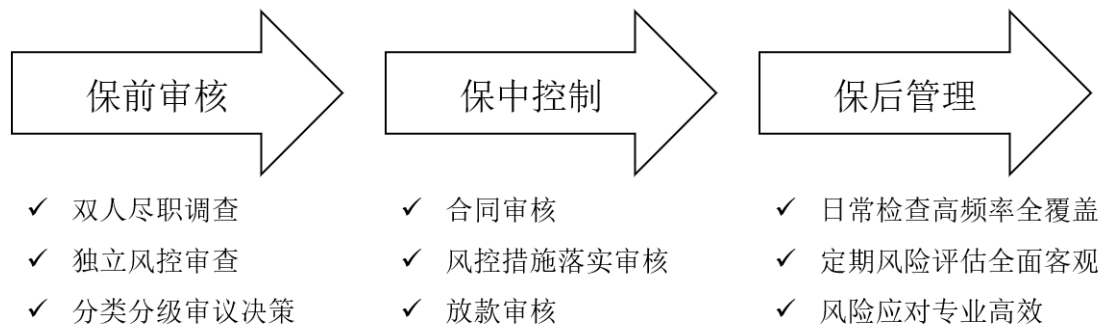 保前审核
保中控制
保后管理
✓ 双人尽职调查
✓ 独立风控审查
✓ 分类分级审议决策
✓ 合同审核
✓ 风控措施落实审核
✓ 放款审核
✓ 日常检查高频率全覆盖
✓ 定期风险评估全面客观
✓ 风险应对专业高效